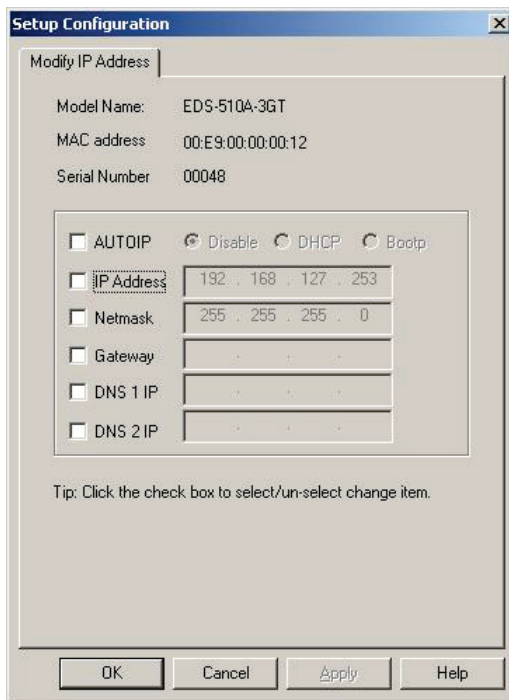 Setup Configuration
Modify IP Address
Model Name: EDS-510A-3GT
MAC address 00:E9:00:00:00:12
Serial Number 00048
AUTOIP Disable DHCP Bootp
IP Address 192 . 168 . 127 . 253
Netmask 255 . 255 . 255 . 0
Gateway . . .
DNS 1 IP . . .
DNS 2 IP . . .
Tip: Click the check box to select/un-select change item.
OK Cancel Apply Help